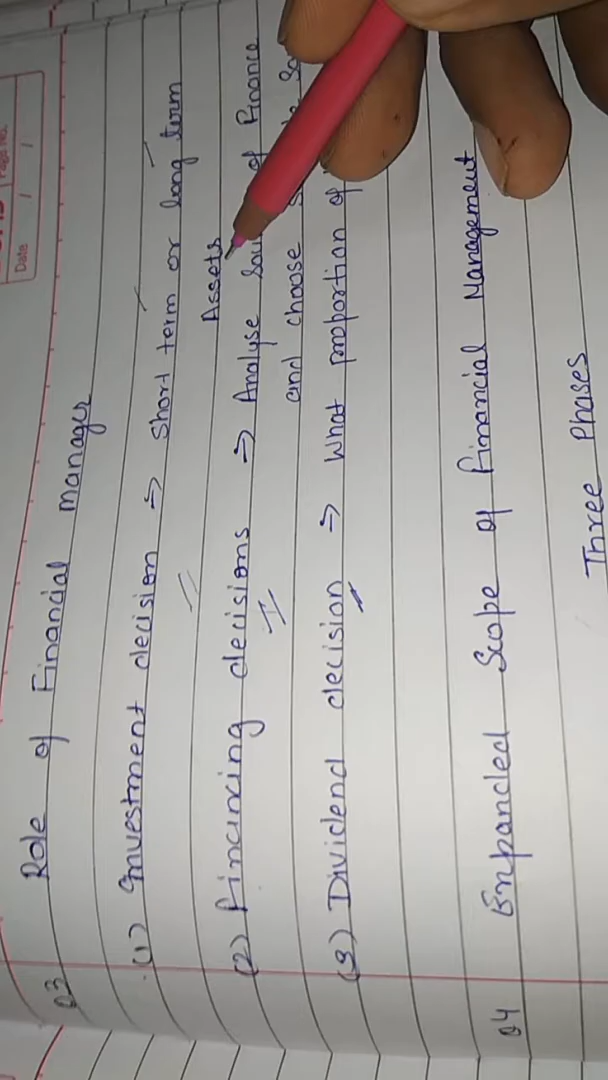 Page No.
Date / /
Q3 Role of Financial manager
(1) Investment decision ⇒ Short term or long term
Assets
(2) Financing decisions ⇒ Analyse of Finance
and choose
(3) Dividend decision ⇒ What proportion of
Q4 Expanded Scope of Financial Management
Three Phases